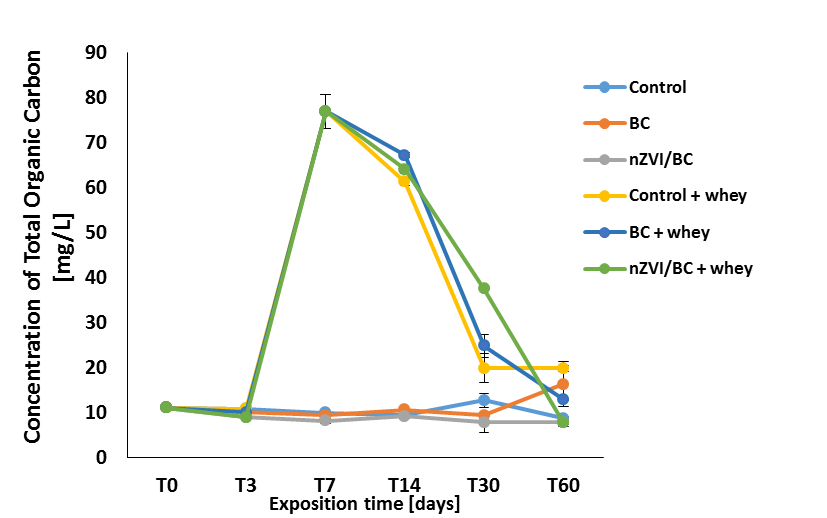 Concentration of Total Organic Carbon
[mg/L]
90
80
70
60
50
40
30
20
10
0
T0 T3 T7 T14 T30 T60
Exposition time [days]
Control
BC
nZVI/BC
Control + whey
BC + whey
nZVI/BC + whey